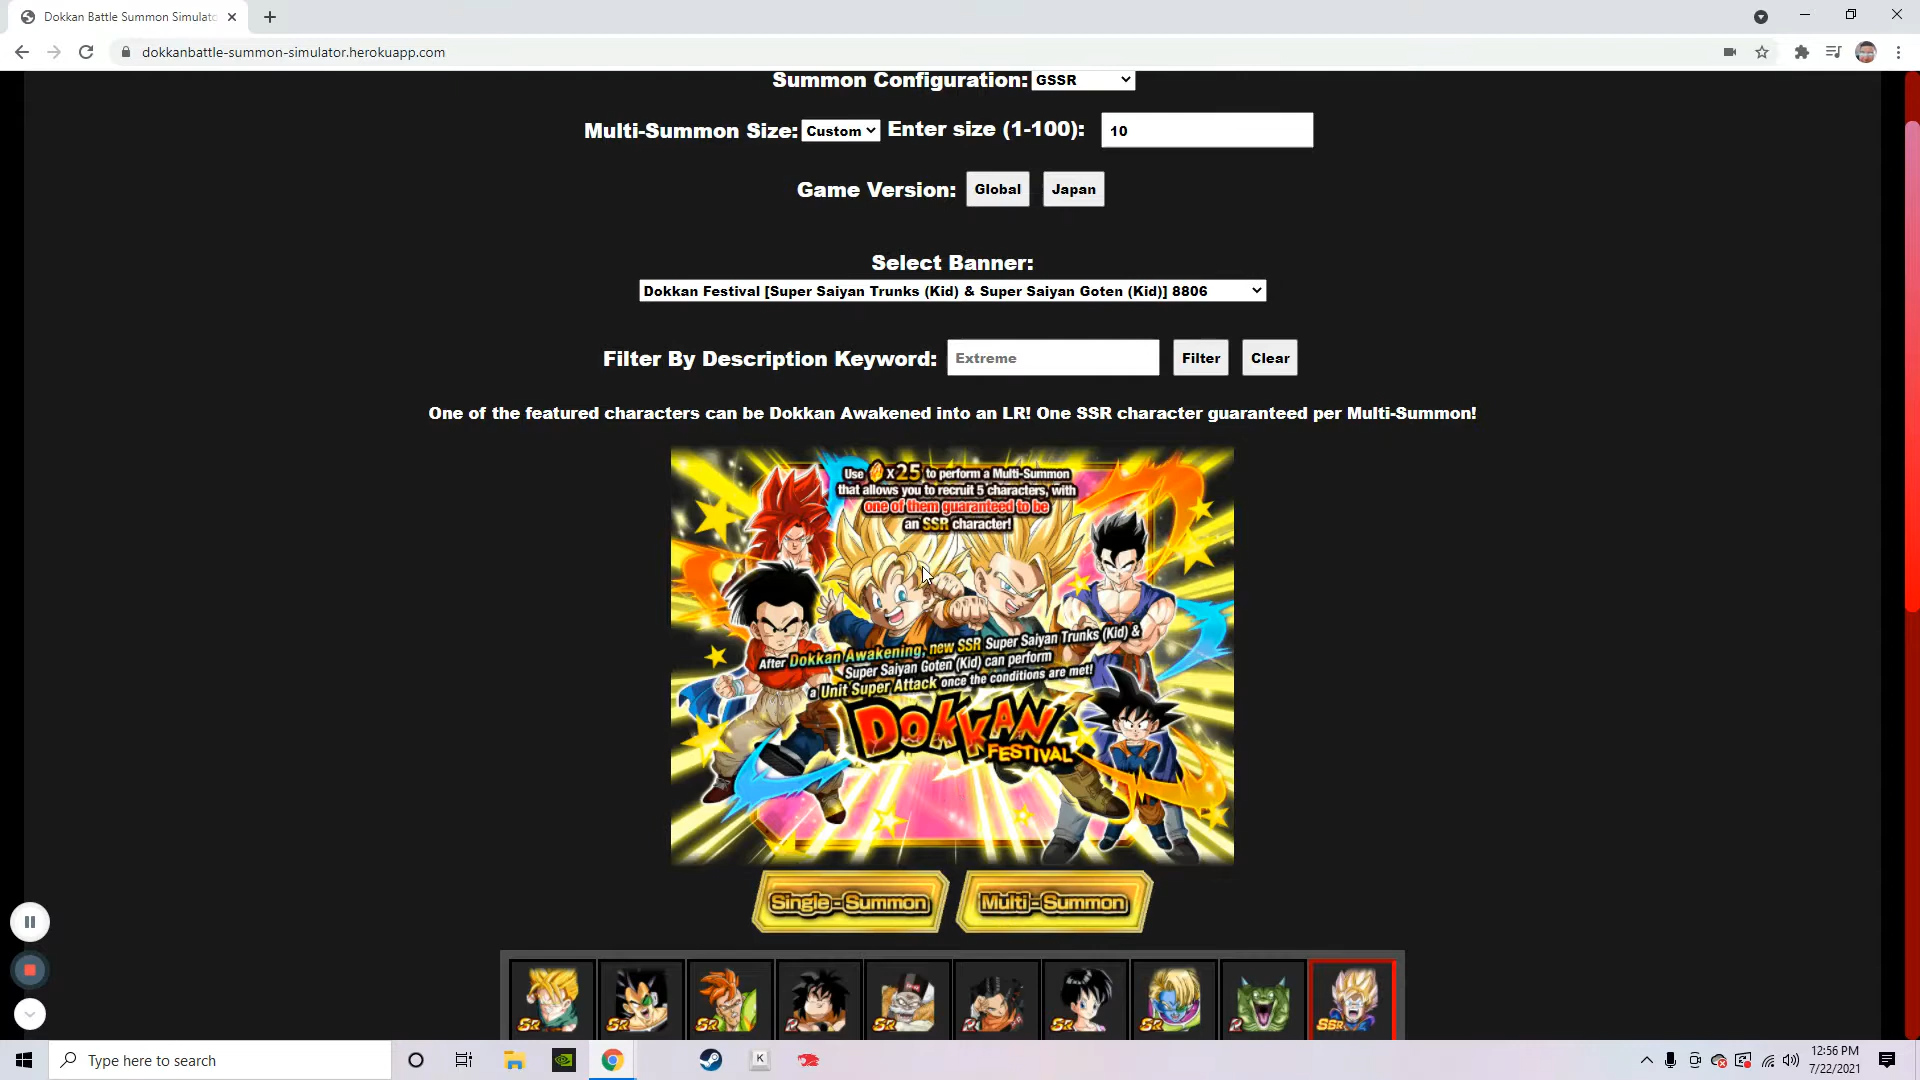 Dokkan Battle Summon Simulato
dokkanbattle-summon-simulator.herokuapp.com
Summon Configuration: GSSR
Multi-Summon Size: Custom Enter size (1-100): 10
Game Version: Global Japan
Select Banner:
Dokkan Festival [Super Saiyan Trunks (Kid) & Super Saiyan Goten (Kid)] 8806
Filter By Description Keyword: Extreme Filter Clear
One of the featured characters can be Dokkan Awakened into an LR! One SSR character guaranteed per Multi-Summon!
Use x25 to perform a Multi-Summon
that allows you to recruit 5 characters, with
one of them guaranteed to be
an SSR character!
After Dokkan Awakening, new SSR Super Saiyan Trunks (Kid) &
Super Saiyan Goten (Kid) can perform
a Unit Super Attack once the conditions are met!
DOKKAN
FESTIVAL
Single-Summon Multi-Summon
SR SR SR R SR R SR SR R SSR
Type here to search
K
12:56 PM
7/22/2021